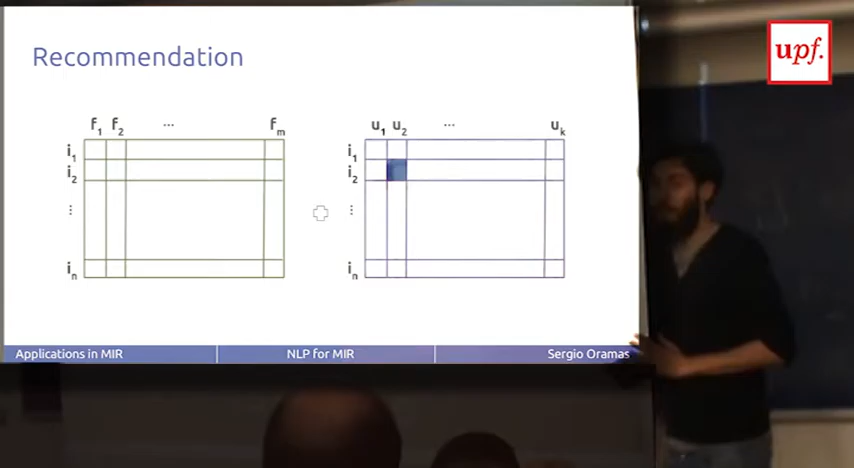 Recommendation
upf.
f1 f2 ... fm
i1
i2
⋮
in
u1 u2 ... uk
i1
i2
⋮
in
Applications in MIR
NLP for MIR
Sergio Oramas